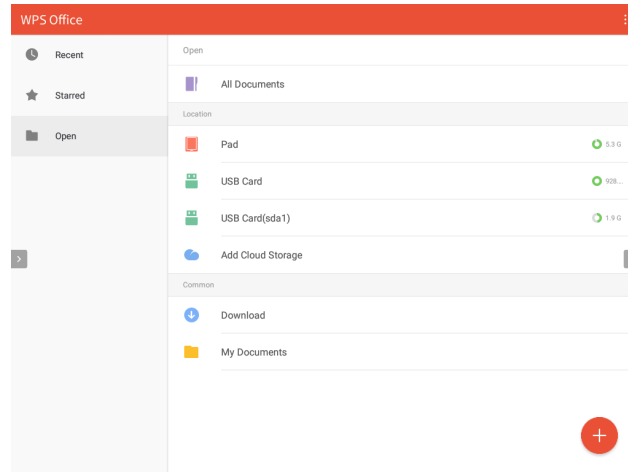 WPS Office
Recent
Starred
Open
Open
All Documents
Location
Pad
5.3 G
USB Card
928...
USB Card(sda1)
1.9 G
Add Cloud Storage
Common
Download
My Documents